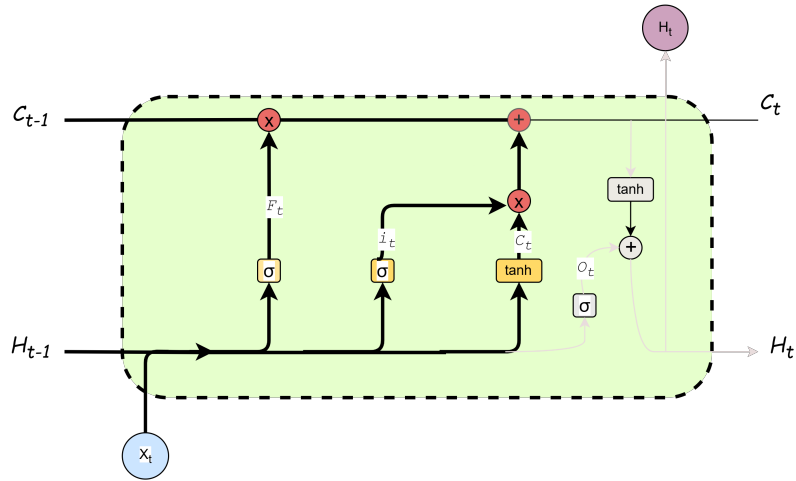 Hₜ
Cₜ₋₁
x
+
Cₜ
tanh
Fₜ
x
iₜ
Cₜ
+
Oₜ
σ
σ
tanh
σ
Hₜ₋₁
Hₜ
Xₜ